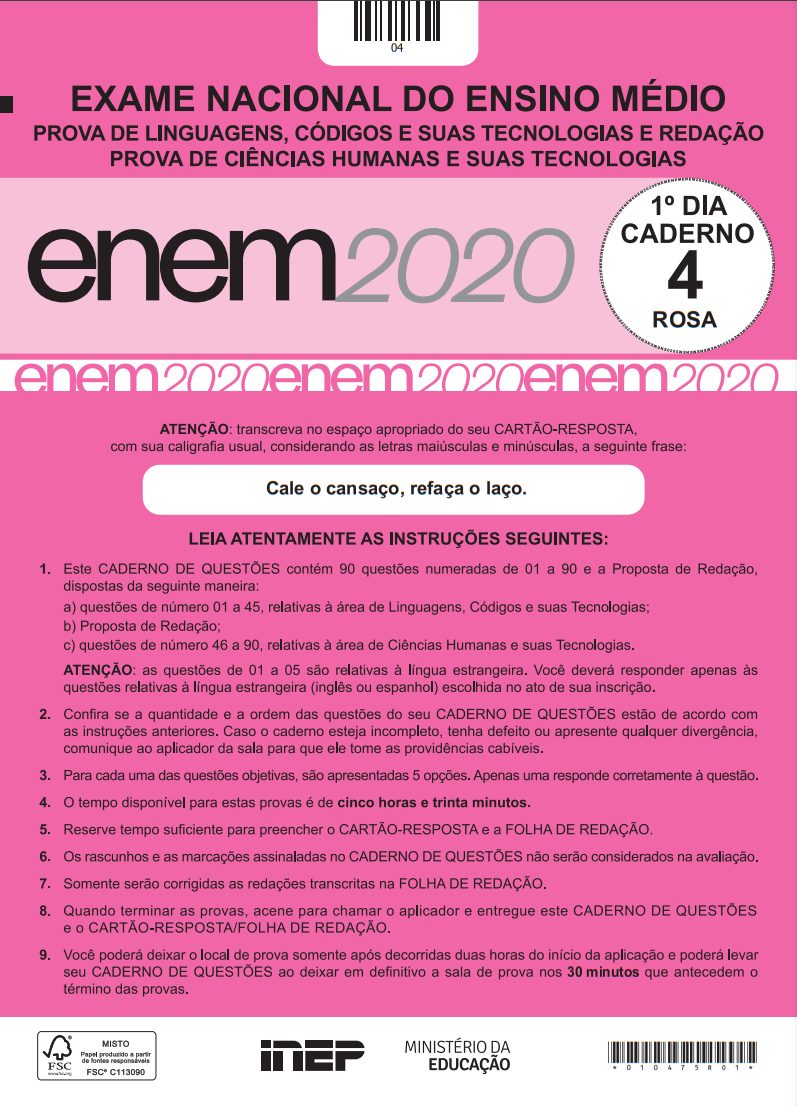 04
EXAME NACIONAL DO ENSINO MÉDIO
PROVA DE LINGUAGENS, CÓDIGOS E SUAS TECNOLOGIAS E REDAÇÃO
PROVA DE CIÊNCIAS HUMANAS E SUAS TECNOLOGIAS
enem2020
1º DIA
CADERNO
4
ROSA
enem2020enem2020enem2020
ATENÇÃO: transcreva no espaço apropriado do seu CARTÃO-RESPOSTA,
com sua caligrafia usual, considerando as letras maiúsculas e minúsculas, a seguinte frase:
Cale o cansaço, refaça o laço.
LEIA ATENTAMENTE AS INSTRUÇÕES SEGUINTES:
1. Este CADERNO DE QUESTÕES contém 90 questões numeradas de 01 a 90 e a Proposta de Redação,
dispostas da seguinte maneira:
a) questões de número 01 a 45, relativas à área de Linguagens, Códigos e suas Tecnologias;
b) Proposta de Redação;
c) questões de número 46 a 90, relativas à área de Ciências Humanas e suas Tecnologias.
ATENÇÃO: as questões de 01 a 05 são relativas à língua estrangeira. Você deverá responder apenas às
questões relativas à língua estrangeira (inglês ou espanhol) escolhida no ato de sua inscrição.
2. Confira se a quantidade e a ordem das questões do seu CADERNO DE QUESTÕES estão de acordo com
as instruções anteriores. Caso o caderno esteja incompleto, tenha defeito ou apresente qualquer divergência,
comunique ao aplicador da sala para que ele tome as providências cabíveis.
3. Para cada uma das questões objetivas, são apresentadas 5 opções. Apenas uma responde corretamente à questão.
4. O tempo disponível para estas provas é de cinco horas e trinta minutos.
5. Reserve tempo suficiente para preencher o CARTÃO-RESPOSTA e a FOLHA DE REDAÇÃO.
6. Os rascunhos e as marcações assinaladas no CADERNO DE QUESTÕES não serão considerados na avaliação.
7. Somente serão corrigidas as redações transcritas na FOLHA DE REDAÇÃO.
8. Quando terminar as provas, acene para chamar o aplicador e entregue este CADERNO DE QUESTÕES
e o CARTÃO-RESPOSTA/FOLHA DE REDAÇÃO.
9. Você poderá deixar o local de prova somente após decorridas duas horas do início da aplicação e poderá levar
seu CADERNO DE QUESTÕES ao deixar em definitivo a sala de prova nos 30 minutos que antecedem o
término das provas.
FSC
www.fsc.org
MISTO
Papel produzido a partir
de fontes responsáveis
FSC® C113090
inEP
MINISTÉRIO DA
EDUCAÇÃO
*010475R01*